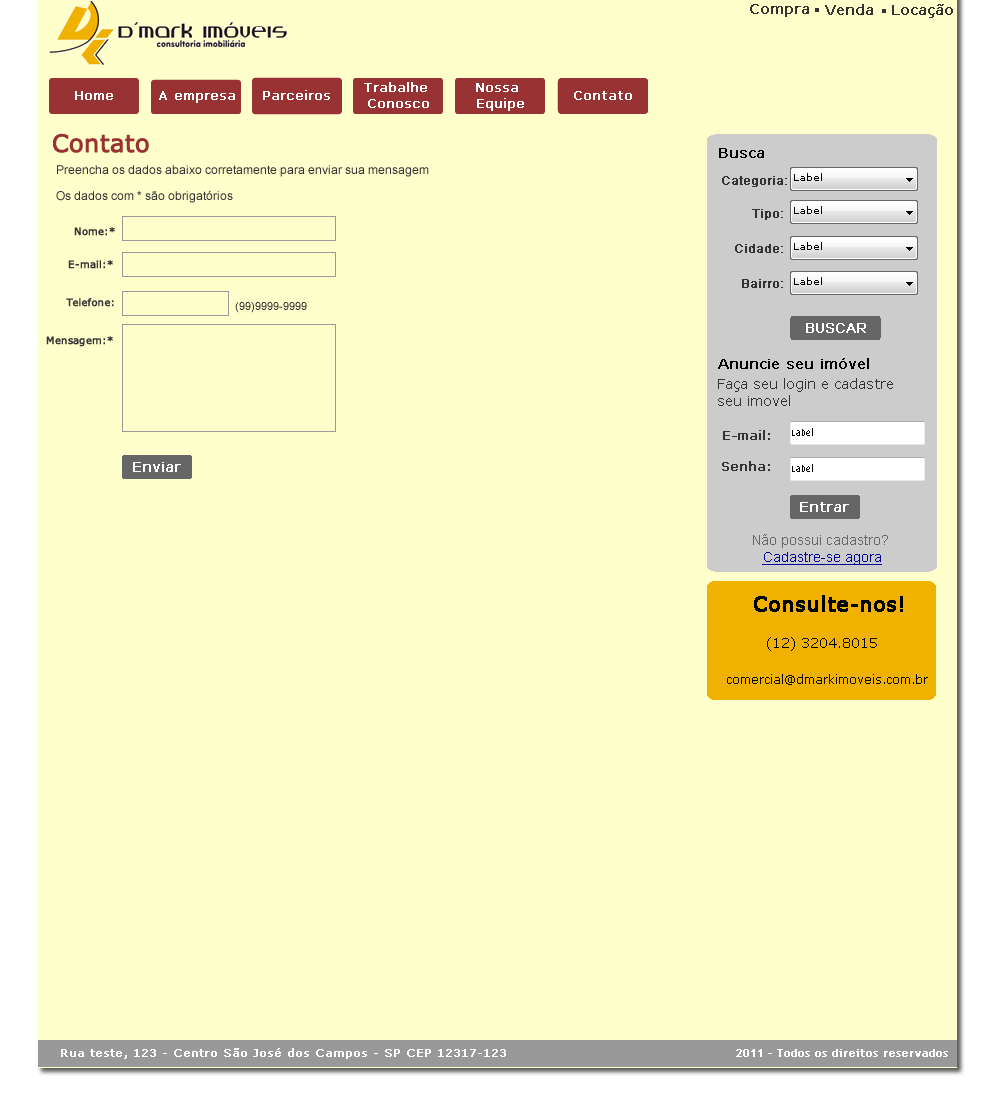 Compra ▪ Venda ▪ Locação
D'mark imóveis
consultoria imobiliária
Home
A empresa
Parceiros
Trabalhe
Conosco
Nossa
Equipe
Contato
Contato
Preencha os dados abaixo corretamente para enviar sua mensagem
Os dados com * são obrigatórios
Nome:*
E-mail:*
Telefone: (99)9999-9999
Mensagem:*
Enviar
Busca
Categoria: Label
Tipo: Label
Cidade: Label
Bairro: Label
BUSCAR
Anuncie seu imóvel
Faça seu login e cadastre
seu imovel
E-mail: Label
Senha: Label
Entrar
Não possui cadastro?
Cadastre-se agora
Consulte-nos!
(12) 3204.8015
comercial@dmarkimoveis.com.br
Rua teste, 123 - Centro São José dos Campos - SP CEP 12317-123
2011 - Todos os direitos reservados